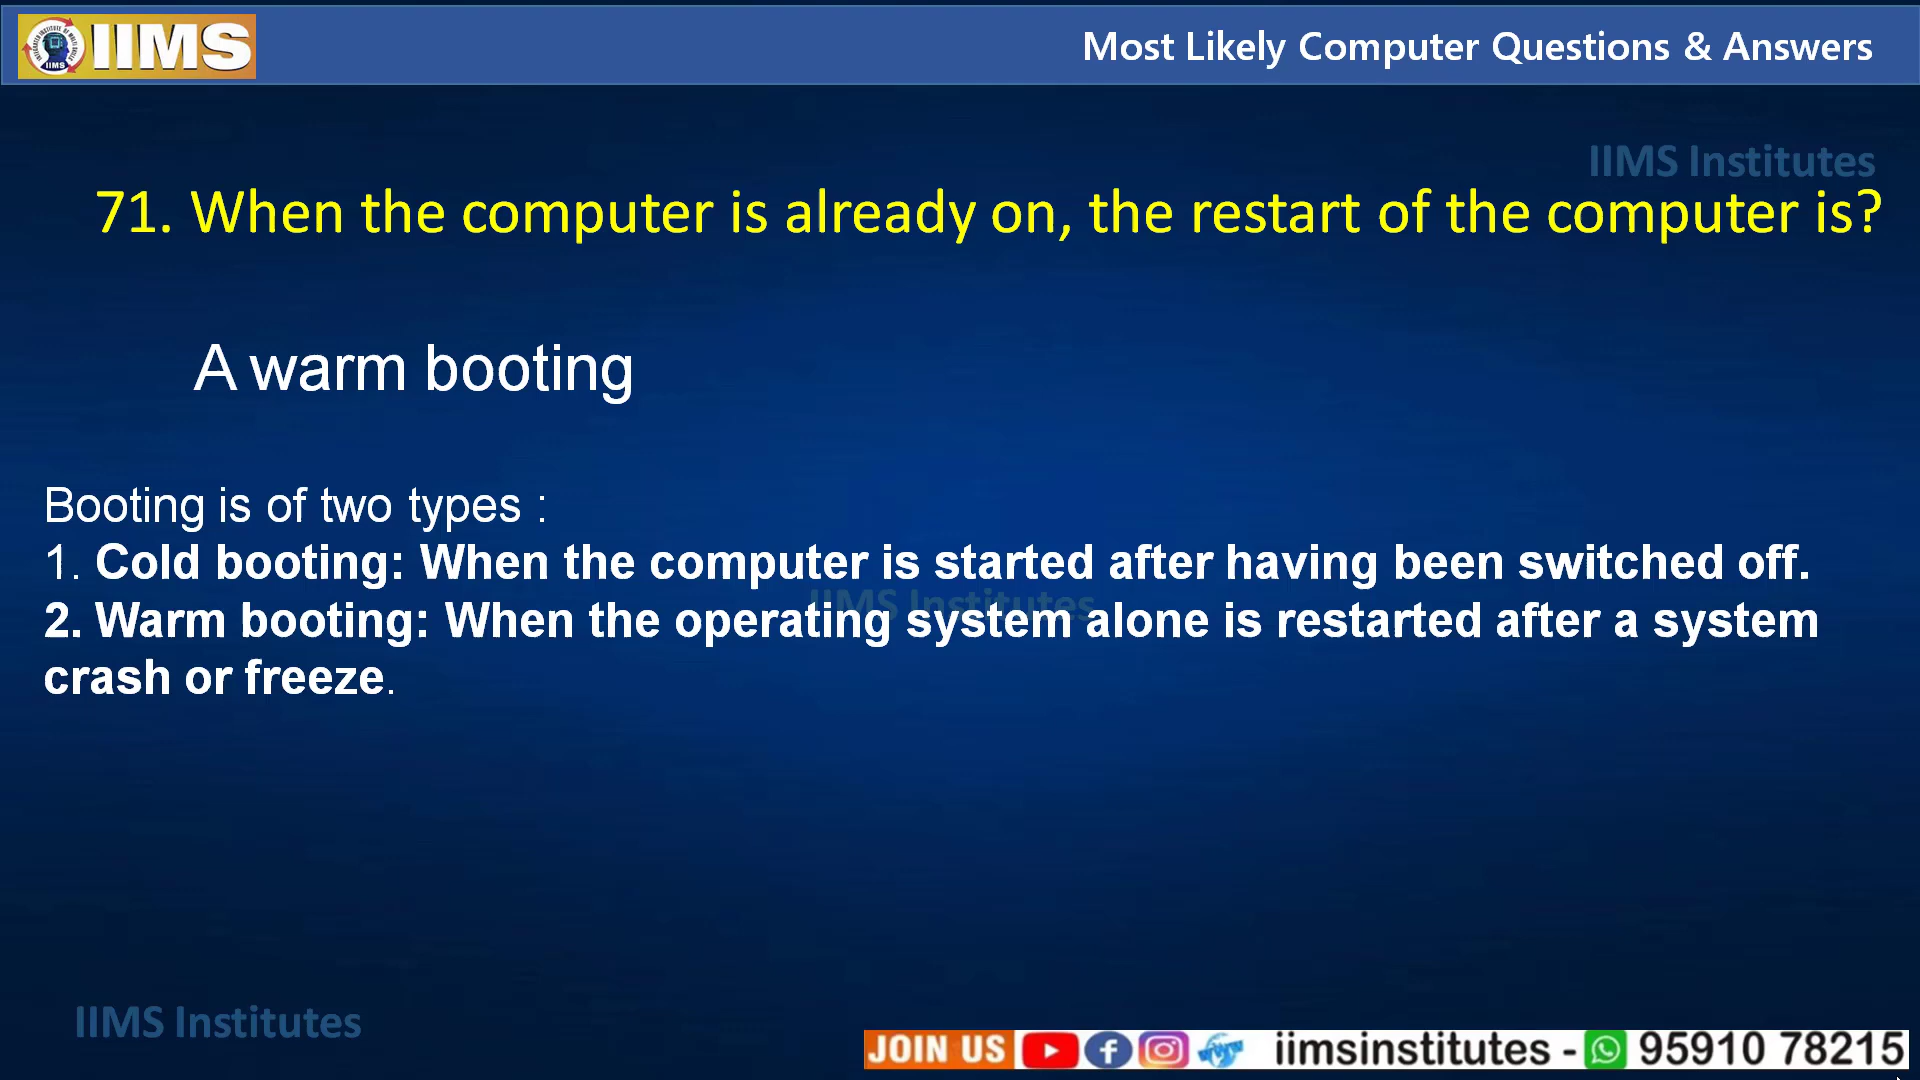 IIMS
Most Likely Computer Questions & Answers
IIMS Institutes
71. When the computer is already on, the restart of the computer is?
A warm booting
Booting is of two types :
1. Cold booting: When the computer is started after having been switched off.
IIMS Institutes
2. Warm booting: When the operating system alone is restarted after a system
crash or freeze.
IIMS Institutes
JOIN US iimsinstitutes - 95910 78215